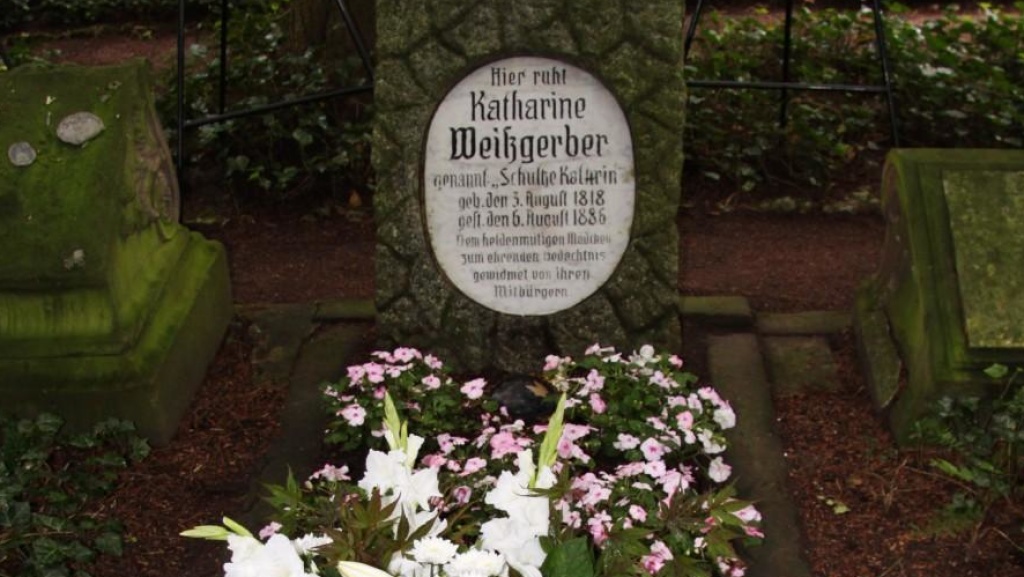 Hier ruht
Katharine
Weißgerber
genannt „Schultze Kathrin"
geb. den 3. August 1818
gest. den 6. August 1886
Dem heldenmütigen Mädchen
zum ehrenden Gedächtnis
gewidmet von ihren
Mitbürgern